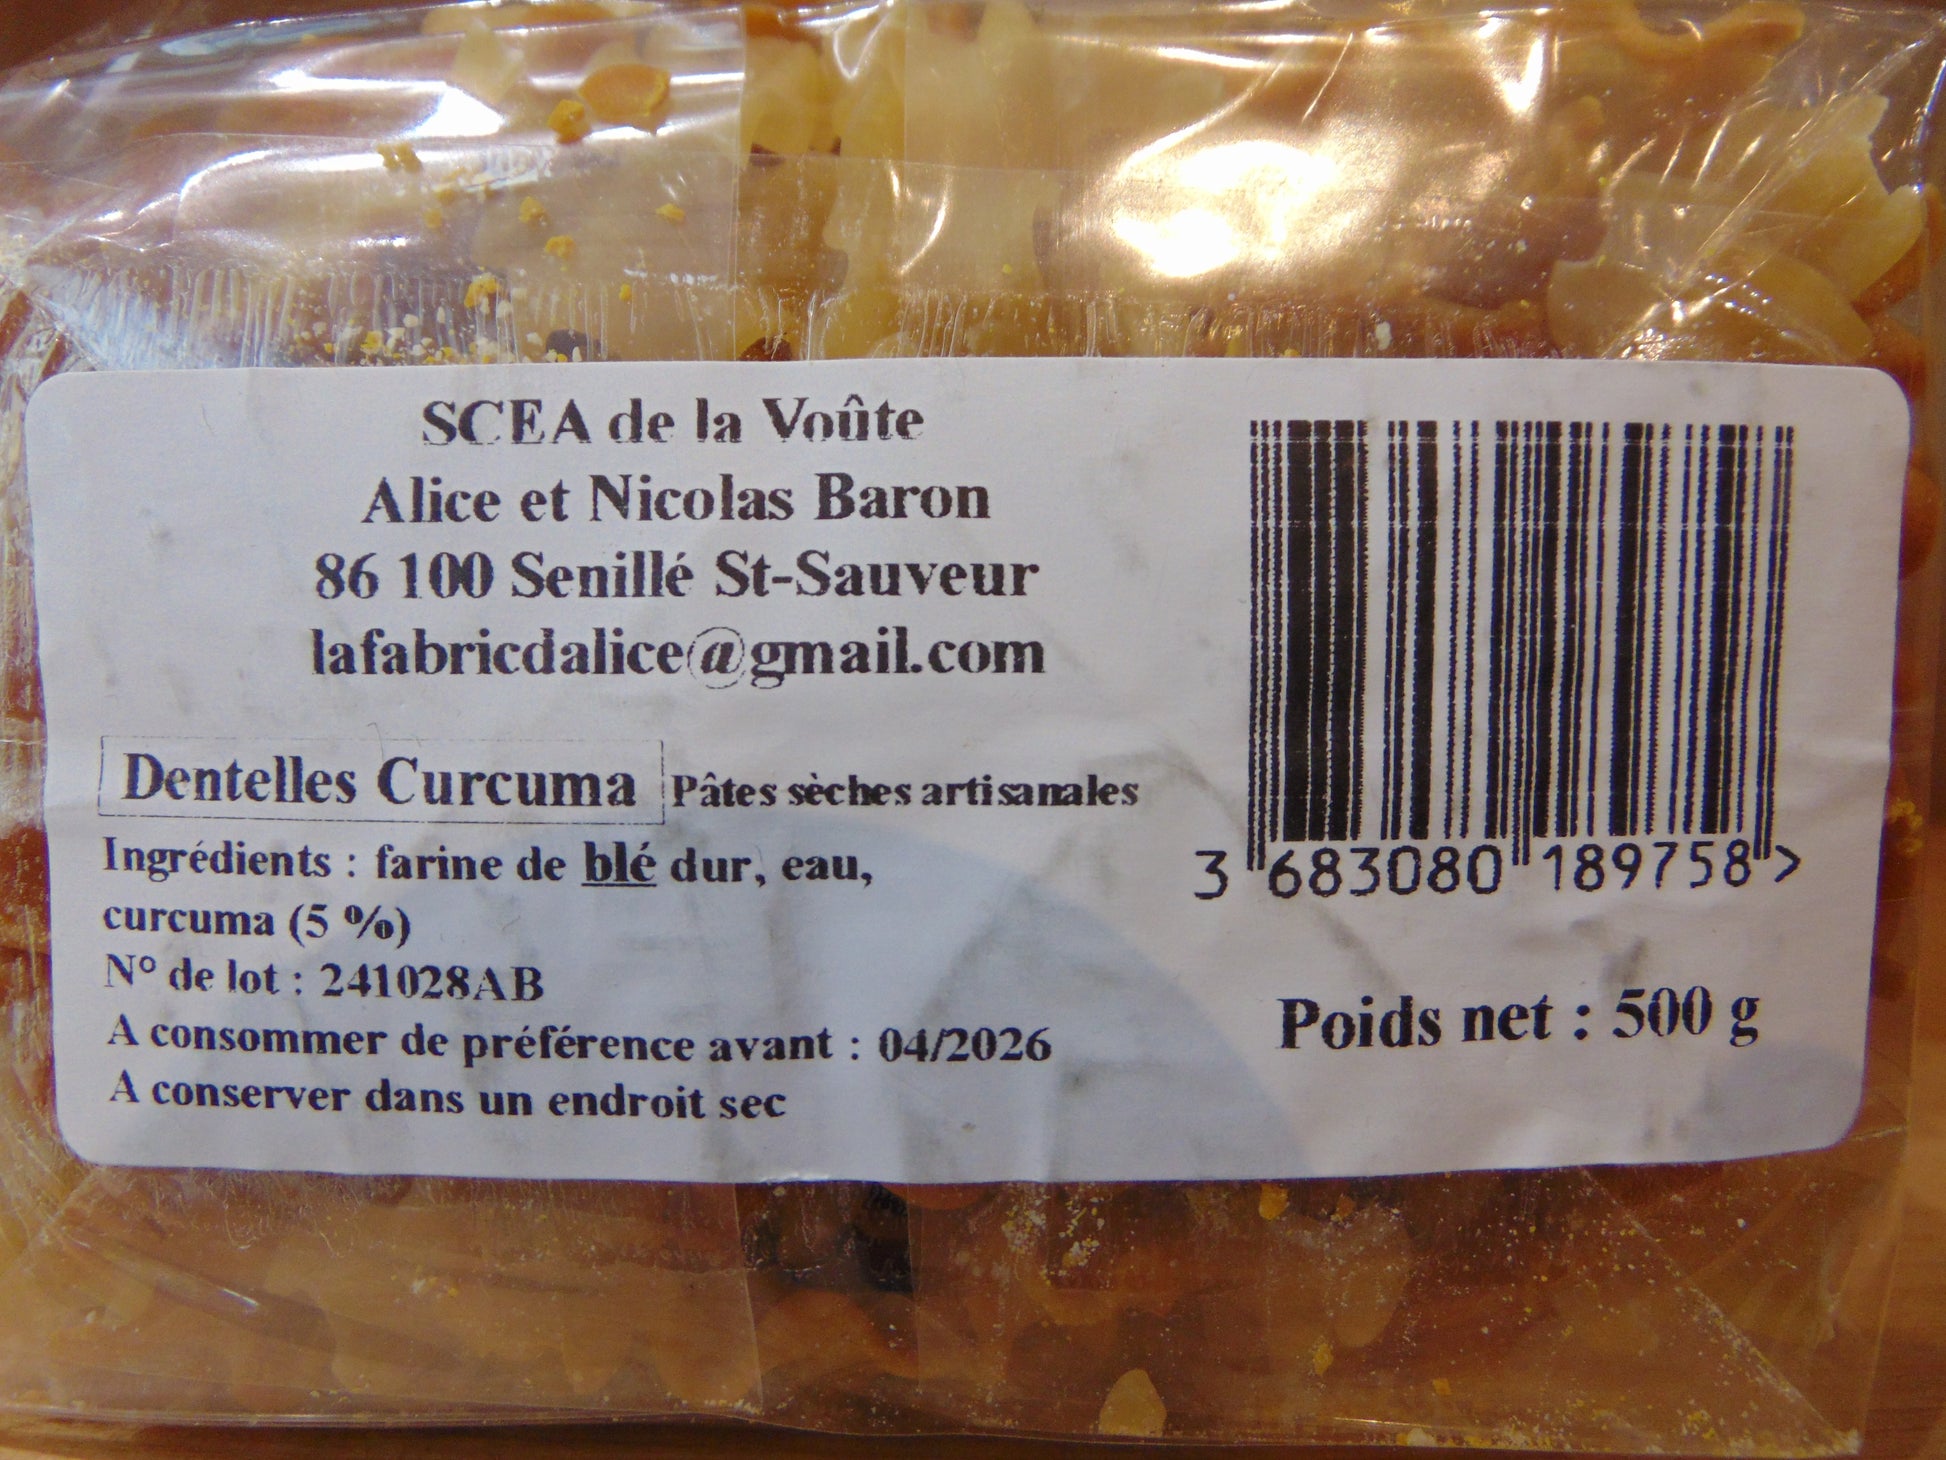 SCEA de la Voûte
Alice et Nicolas Baron
86 100 Senillé St-Sauveur
lafabricdalice@gmail.com
Dentelles Curcuma Pâtes sèches artisanales
Ingrédients : farine de blé dur, eau,
curcuma (5 %)
N° de lot : 241028AB
A consommer de préférence avant : 04/2026
A conserver dans un endroit sec
3 683080 189758 >
Poids net : 500 g